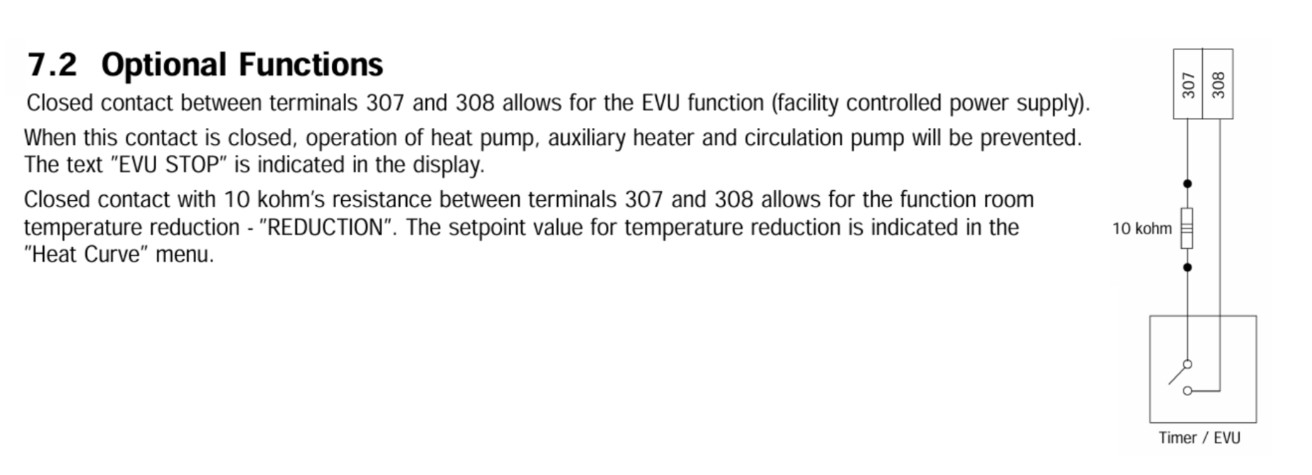 7.2 Optional Functions
Closed contact between terminals 307 and 308 allows for the EVU function (facility controlled power supply).
When this contact is closed, operation of heat pump, auxiliary heater and circulation pump will be prevented.
The text "EVU STOP" is indicated in the display.
Closed contact with 10 kohm's resistance between terminals 307 and 308 allows for the function room
temperature reduction - "REDUCTION". The setpoint value for temperature reduction is indicated in the
"Heat Curve" menu.
307
308
10 kohm
Timer / EVU